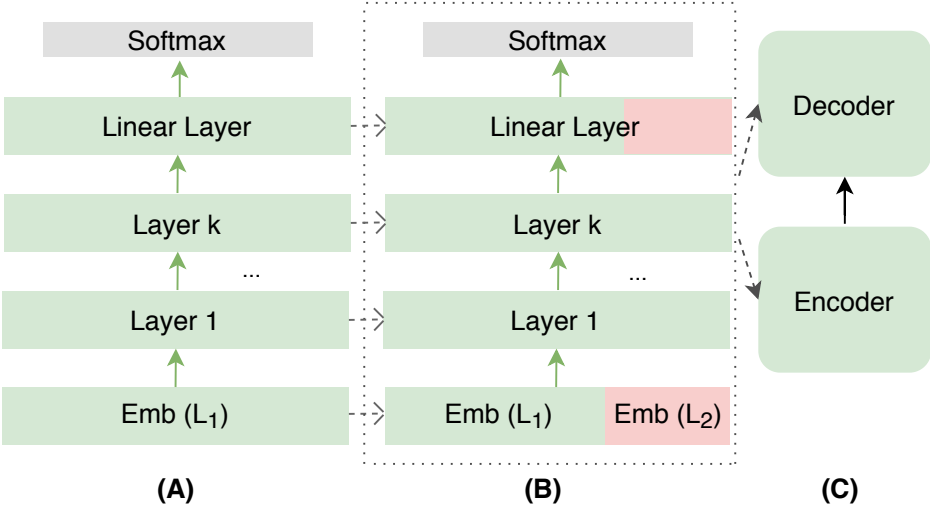 Softmax
Linear Layer
Layer k
...
Layer 1
Emb (L1)
(A)
Softmax
Linear Layer
Layer k
...
Layer 1
Emb (L1) Emb (L2)
(B)
Decoder
Encoder
(C)